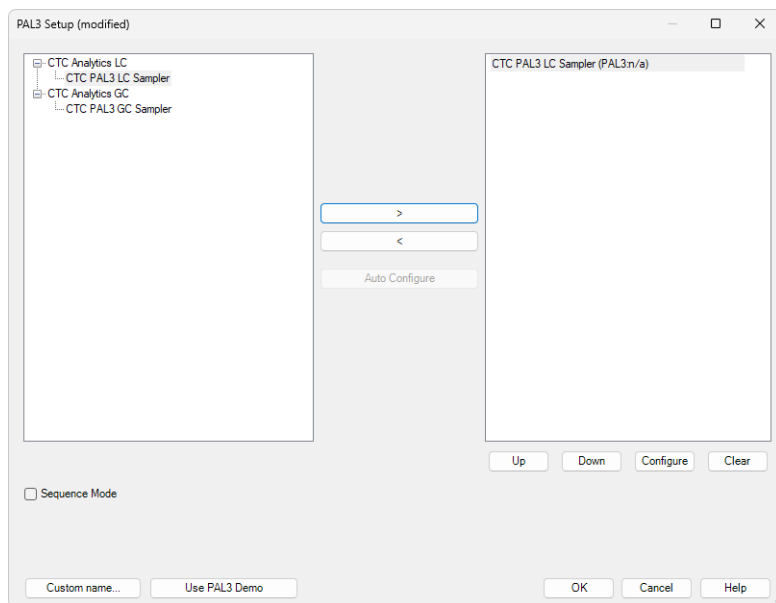 PAL3 Setup (modified)
CTC Analytics LC
CTC PAL3 LC Sampler
CTC Analytics GC
CTC PAL3 GC Sampler
CTC PAL3 LC Sampler (PAL3:n/a)
>
<
Auto Configure
Up Down Configure Clear
Sequence Mode
Custom name... Use PAL3 Demo OK Cancel Help